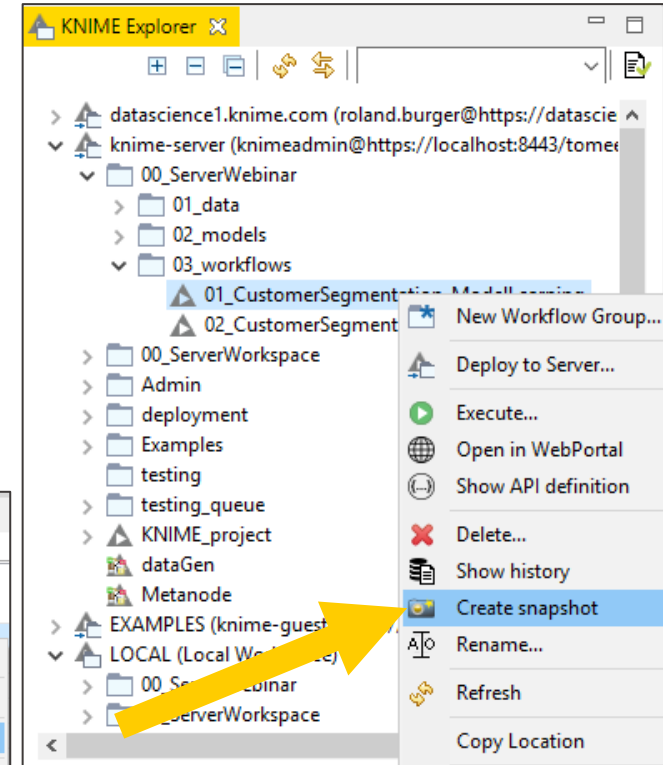 KNIME Explorer
datascience1.knime.com (roland.burger@https://datascie
knime-server (knimeadmin@https://localhost:8443/tomee
00_ServerWebinar
01_data
02_models
03_workflows
01_CustomerSegmentation_ModelLearning
02_CustomerSegment
00_ServerWorkspace
Admin
deployment
Examples
testing
testing_queue
KNIME_project
dataGen
Metanode
EXAMPLES (knime-guest
LOCAL (Local
00_
ServerWorkspace
New Workflow Group...
Deploy to Server...
Execute...
Open in WebPortal
Show API definition
Delete...
Show history
Create snapshot
Rename...
Refresh
Copy Location